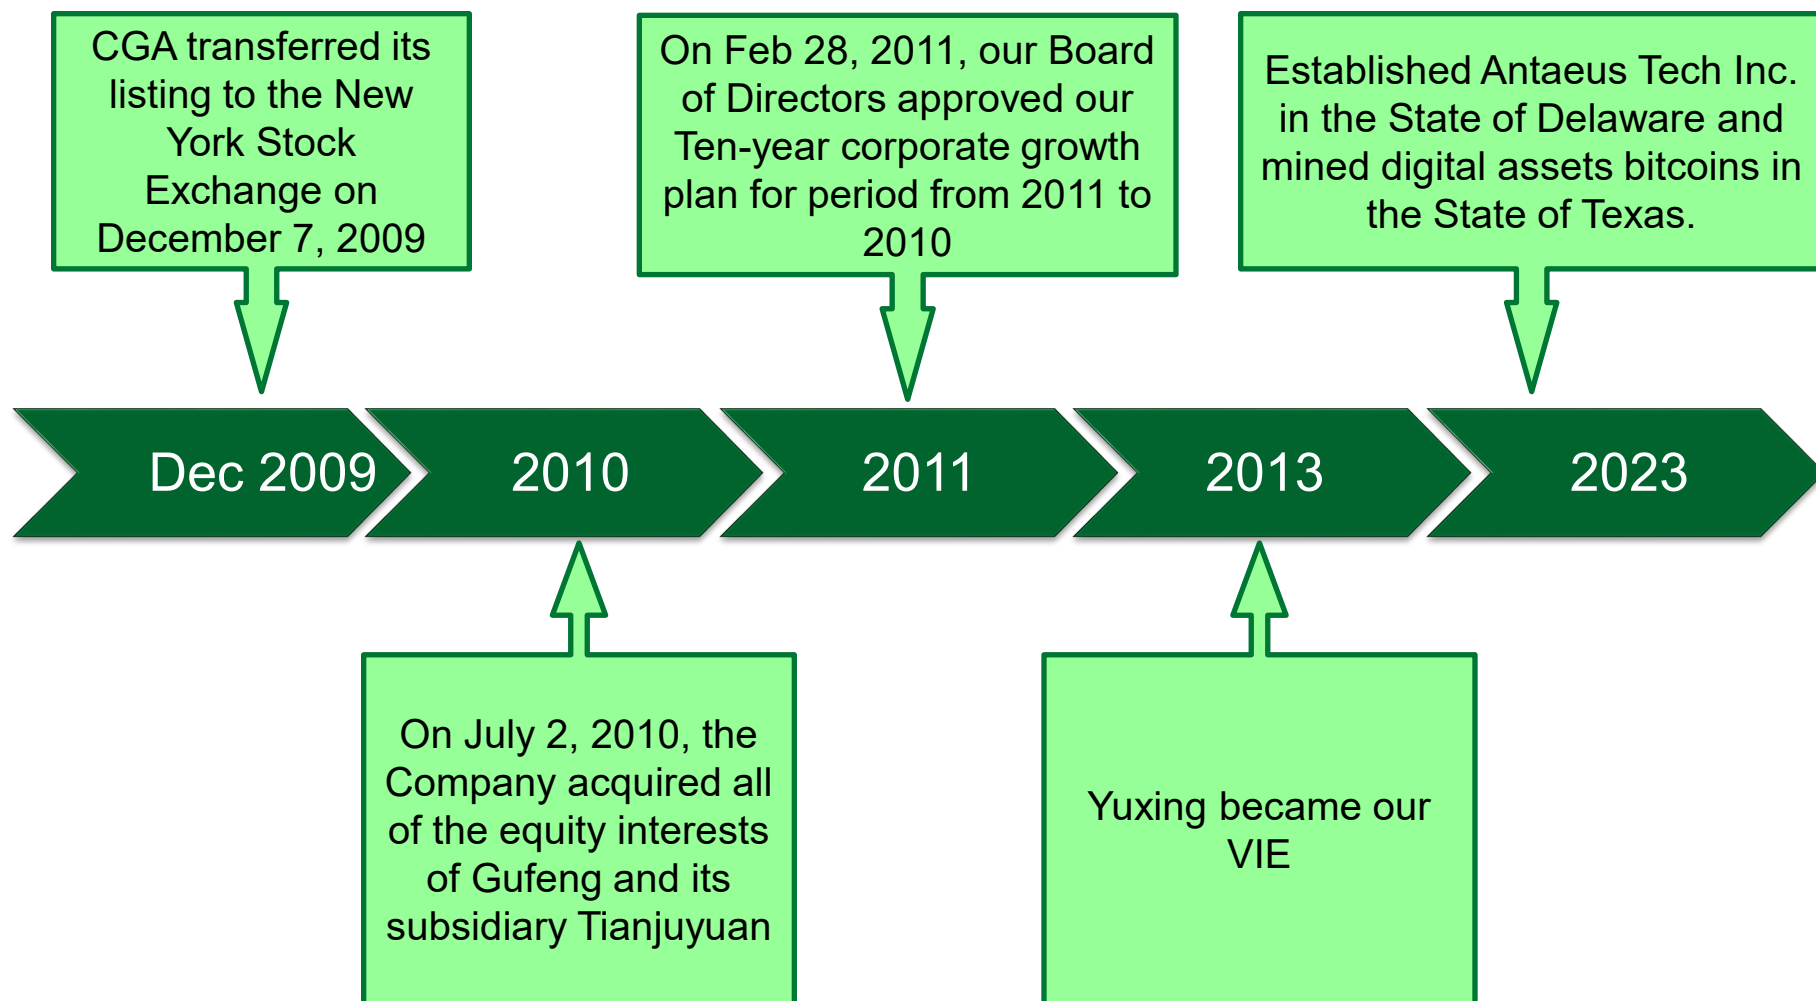 CGA transferred its
listing to the New
York Stock
Exchange on
December 7, 2009
On Feb 28, 2011, our Board
of Directors approved our
Ten-year corporate growth
plan for period from 2011 to
2010
Established Antaeus Tech Inc.
in the State of Delaware and
mined digital assets bitcoins in
the State of Texas.
Dec 2009
2010
2011
2013
2023
On July 2, 2010, the
Company acquired all
of the equity interests
of Gufeng and its
subsidiary Tianjuyuan
Yuxing became our
VIE